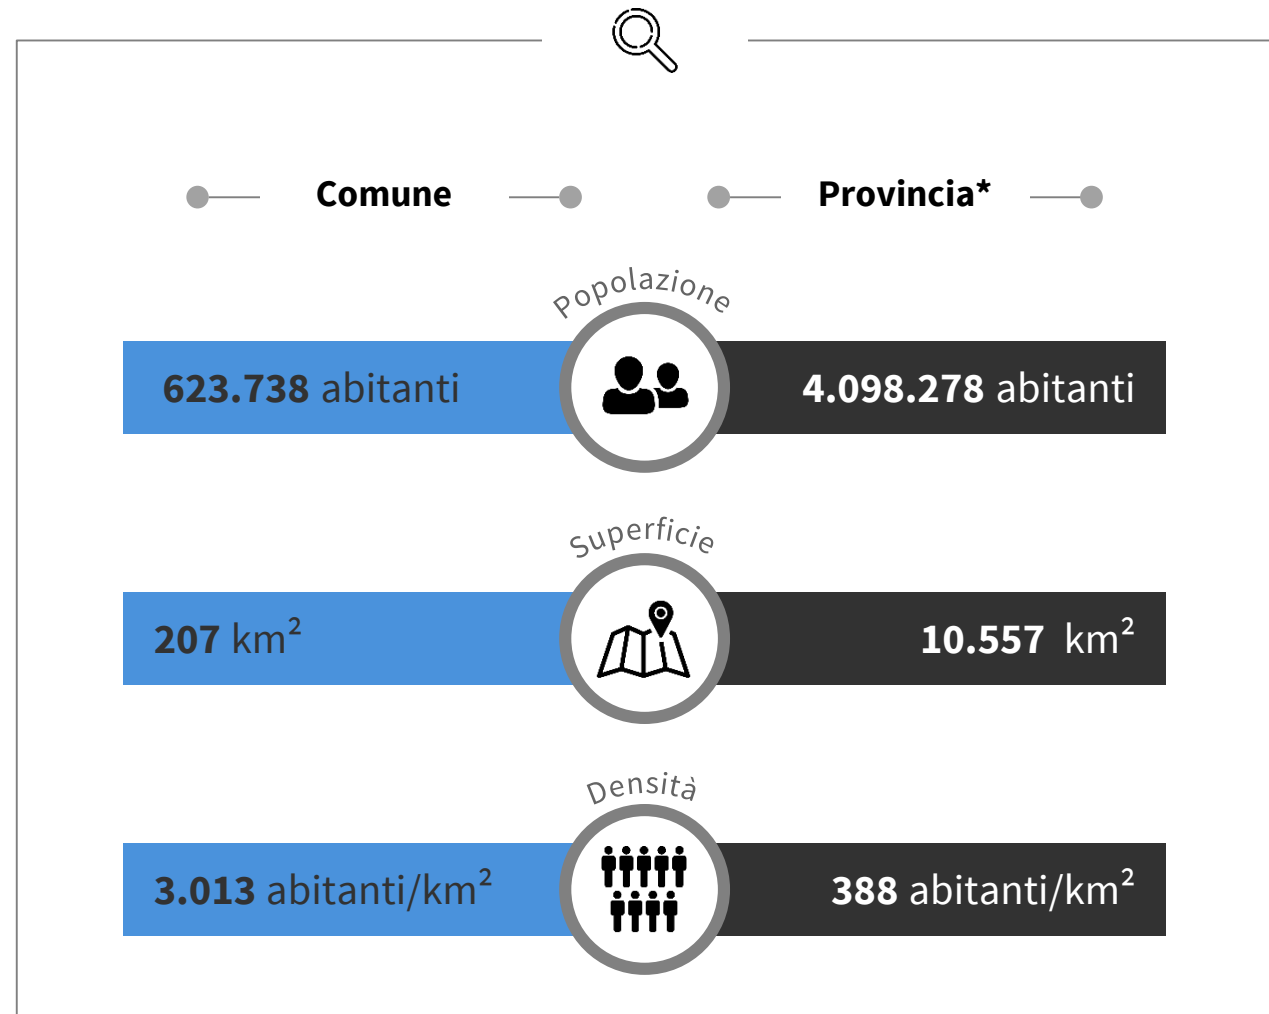 Comune
Provincia*
Popolazione
623.738 abitanti
4.098.278 abitanti
Superficie
207 km²
10.557 km²
Densità
3.013 abitanti/km²
388 abitanti/km²